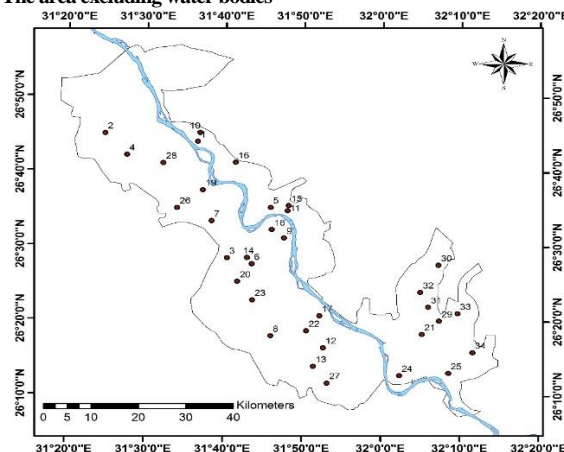 The area excluding water bodies
31°20'0"E 31°30'0"E 31°40'0"E 31°50'0"E 32°0'0"E 32°10'0"E 32°20'0"E
26°50'0"N 26°50'0"N
26°40'0"N 26°40'0"N
26°30'0"N 26°30'0"N
26°20'0"N 26°20'0"N
26°10'0"N 26°10'0"N
N
W E
S
10
2 1
4 28 16
19
26 5 15
11
7 18
9
3 14 6 30
20 32
23 31 33
17 29
8 22 21
12 34
13 24 25
27
Kilometers
0 5 10 20 30 40
31°20'0"E 31°30'0"E 31°40'0"E 31°50'0"E 32°0'0"E 32°10'0"E 32°20'0"E